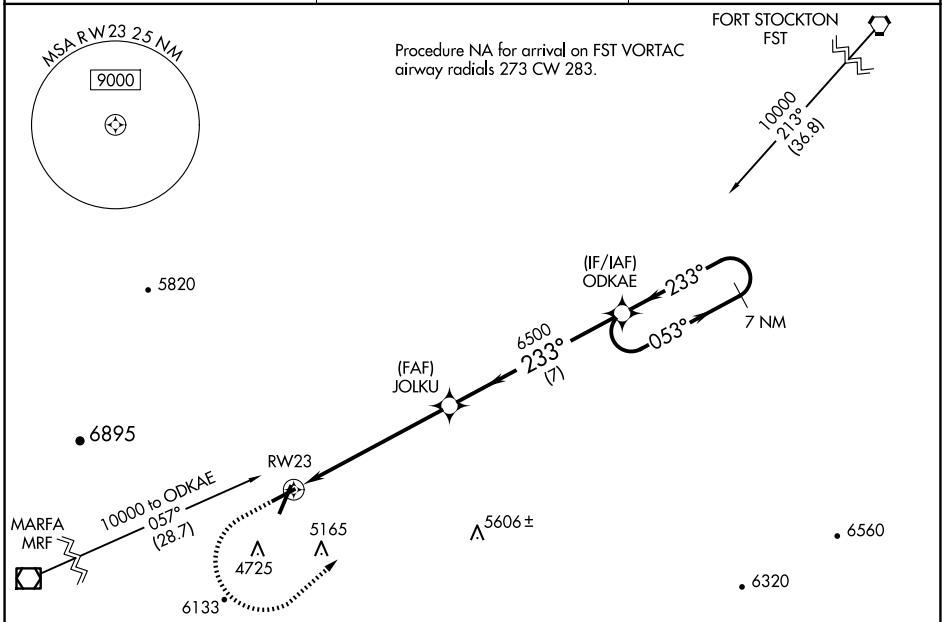 MSA RW23 25 NM
9000
Procedure NA for arrival on FST VORTAC
airway radials 273 CW 283.
FORT STOCKTON
FST
10000
213°
(36.8)
5820
(IF/IAF)
ODKAE
233°
053°
7 NM
6500
233°
(7)
(FAF)
JOLKU
6895
RW23
10000 to ODKAE
057°
(28.7)
MARFA
MRF
4725
5165
5606±
6560
6320
6133